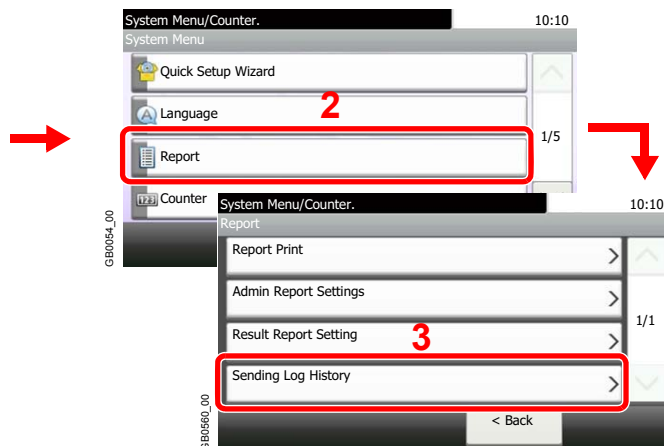 System Menu/Counter. 10:10
System Menu
Quick Setup Wizard
Language
2
1/5
Report
Counter
GB0054_00
System Menu/Counter. 10:10
Report
Report Print
Admin Report Settings
1/1
Result Report Setting
3
Sending Log History
< Back
GB0560_00